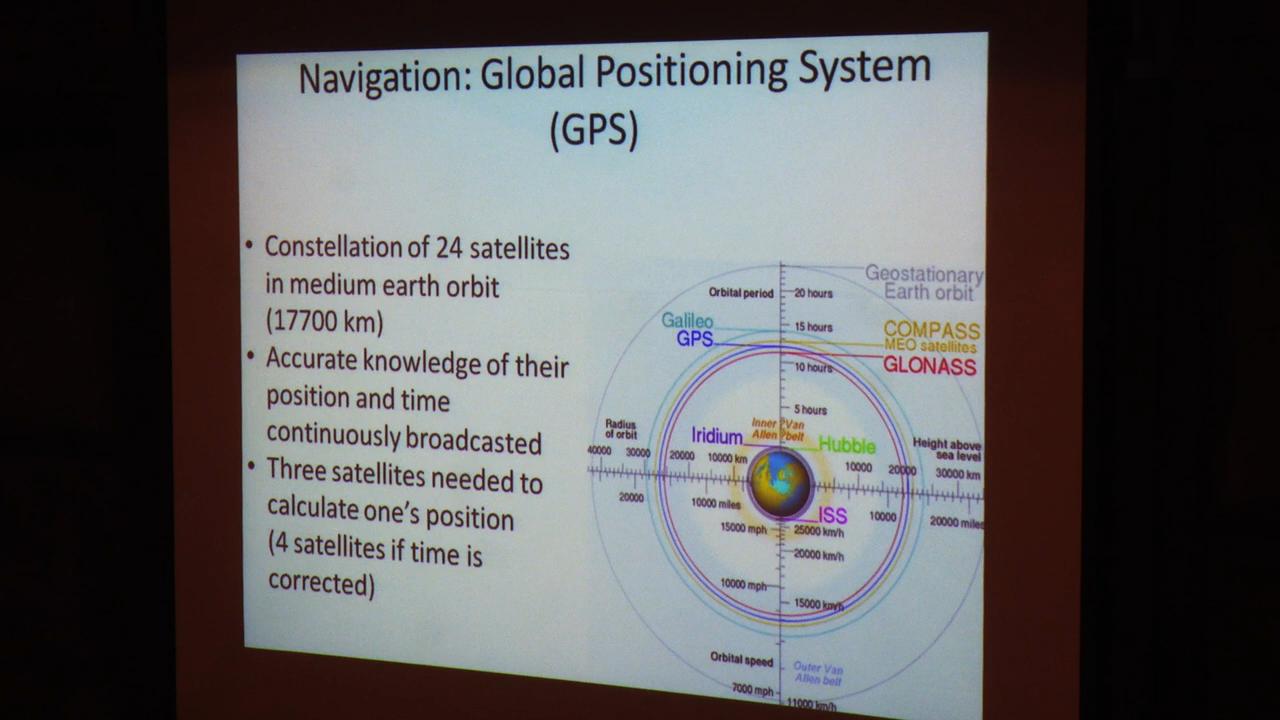 Navigation: Global Positioning System
(GPS)
• Constellation of 24 satellites
in medium earth orbit
(17700 km)
• Accurate knowledge of their
position and time
continuously broadcasted
• Three satellites needed to
calculate one's position
(4 satellites if time is
corrected)
Geostationary
Earth orbit
Orbital period
20 hours
Galileo
15 hours
COMPASS
GPS
MEO satellites
10 hours
GLONASS
5 hours
Radius
of orbit
Inner Van
Allen belt
Iridium
Hubble
Height above
sea level
40000 30000 20000 10000 km
10000 20000 30000 km
20000 10000 miles
10000 20000 miles
ISS
15000 mph
25000 km/h
20000 km/h
10000 mph
15000 km/h
Orbital speed
Outer Van
Allen belt
7000 mph
11000 km/h